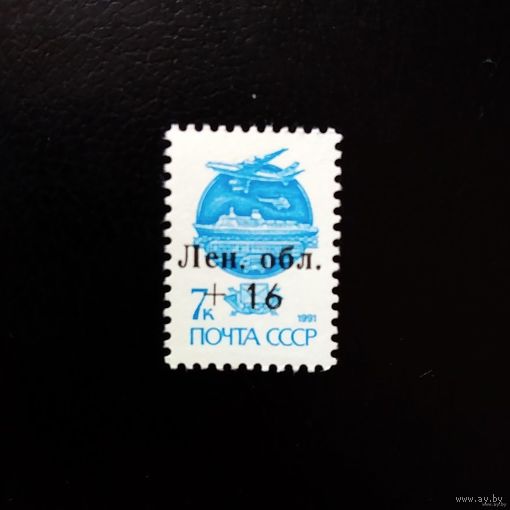 Лен. обл.
+ 16
7к
1991
ПОЧТА СССР
www.ay.by